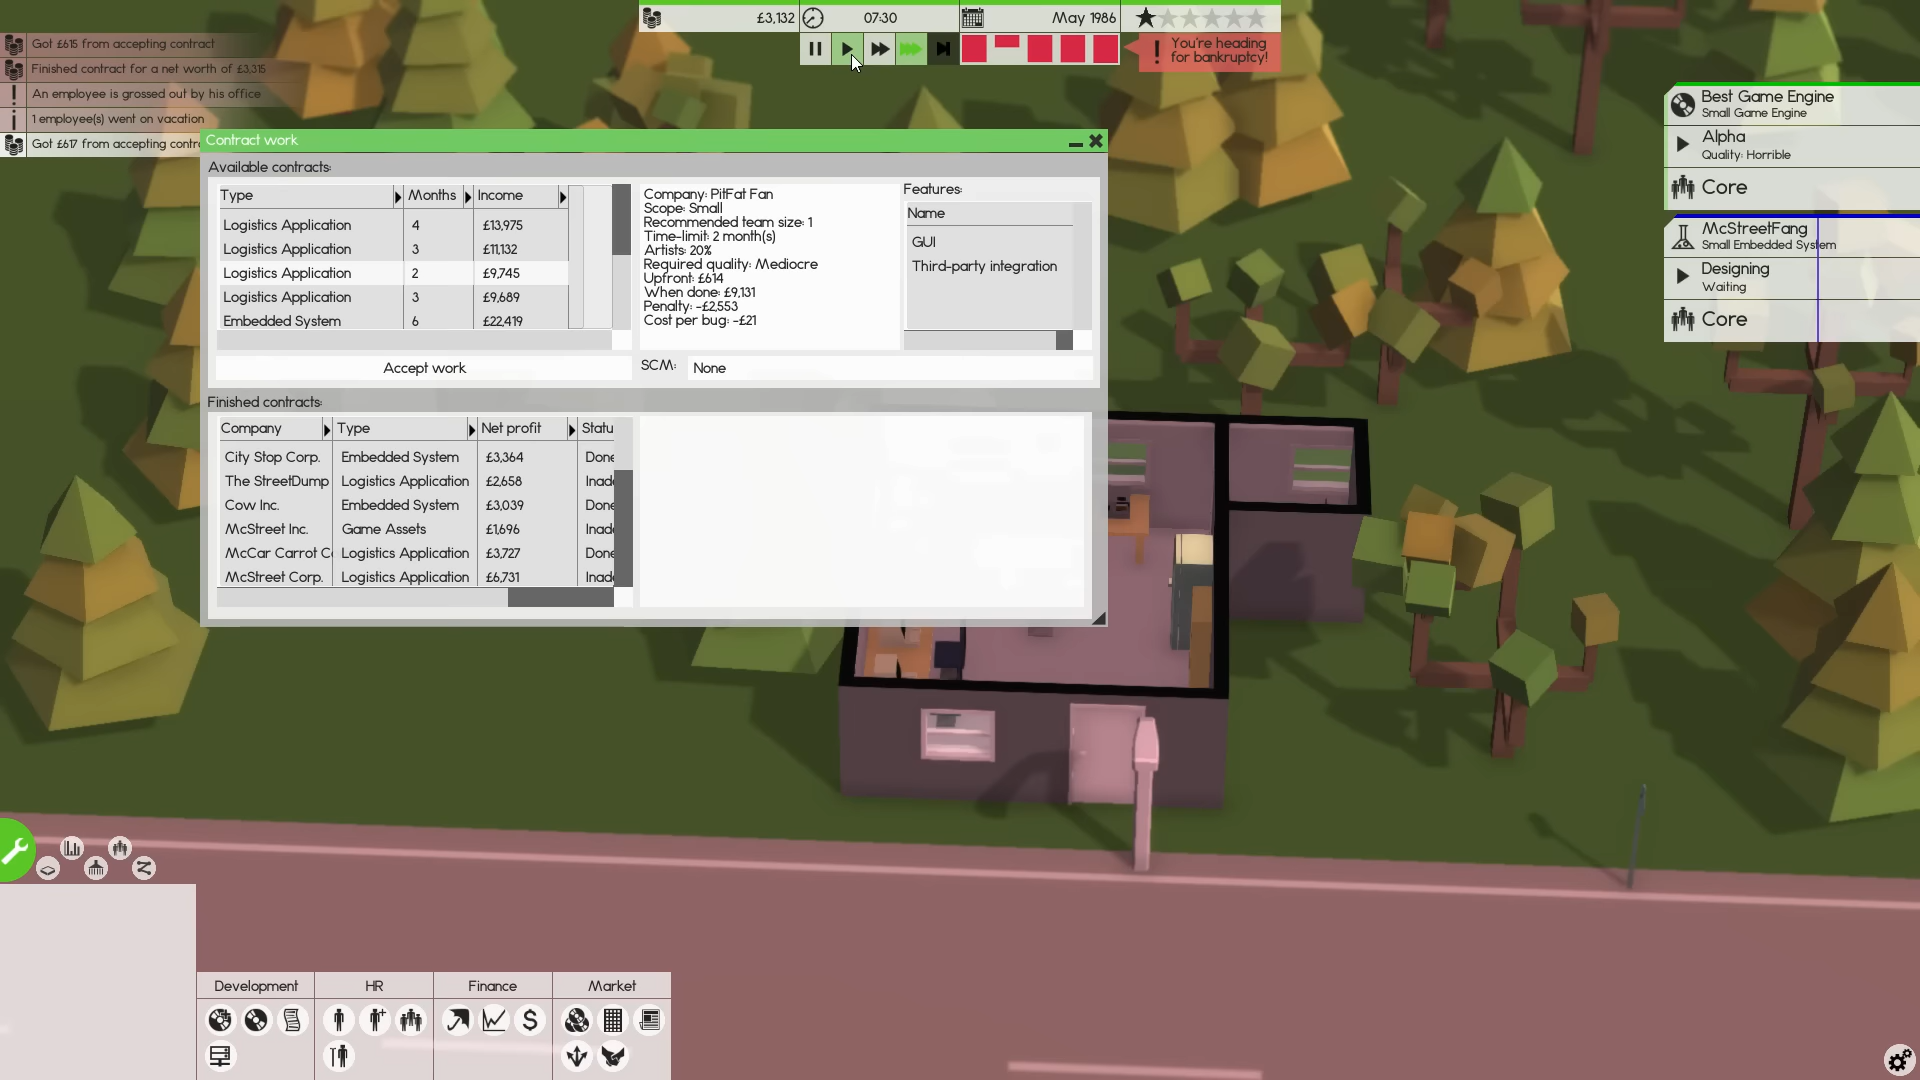 £3,132
07:30
May 1986
You're heading
for bankruptcy!
Got £615 from accepting contract
Finished contract for a net worth of £3,315
An employee is grossed out by his office
1 employee(s) went on vacation
Got £617 from accepting contr
Contract work
Available contracts:
Type Months Income
Logistics Application 4 £13,975
Logistics Application 3 £11,132
Logistics Application 2 £9,745
Logistics Application 3 £9,689
Embedded System 6 £22,419
Company: PitFat Fan
Scope: Small
Recommended team size: 1
Time-limit: 2 month(s)
Artists: 20%
Required quality: Mediocre
Upfront: £614
When done: £9,131
Penalty: -£2,553
Cost per bug: -£21
Features:
Name
GUI
Third-party integration
Accept work
SCM: None
Finished contracts:
Company Type Net profit Statu
City Stop Corp. Embedded System £3,364 Done
The StreetDump Logistics Application £2,658 Inad
Cow Inc. Embedded System £3,039 Done
McStreet Inc. Game Assets £1,696 Inad
McCar Carrot Co Logistics Application £3,727 Done
McStreet Corp. Logistics Application £6,731 Inad
Best Game Engine
Small Game Engine
Alpha
Quality: Horrible
Core
McStreetFang
Small Embedded System
Designing
Waiting
Core
Development HR Finance Market